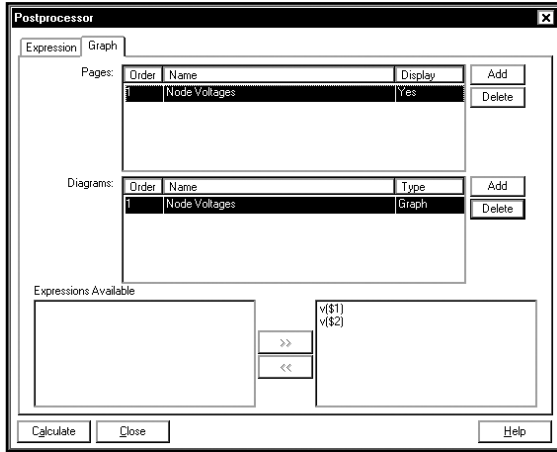 Postprocessor
Expression Graph
Pages: Order Name Display Add
1 Node Voltages Yes Delete
Diagrams: Order Name Type Add
1 Node Voltages Graph Delete
Expressions Available
v($1)
v($2)
>>
<<
Calculate Close Help